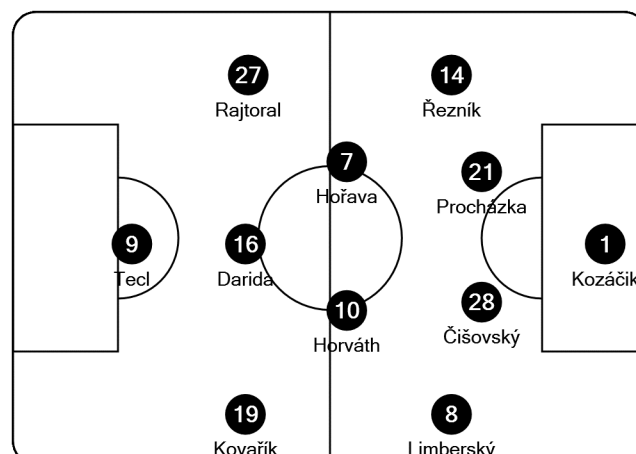 27
Rajtoral
14
Řezník
7
Hořava
21
Procházka
9
Tecl
16
Darida
1
Kozáčik
10
Horváth
28
Čišovský
19
Kovařík
8
Limberský